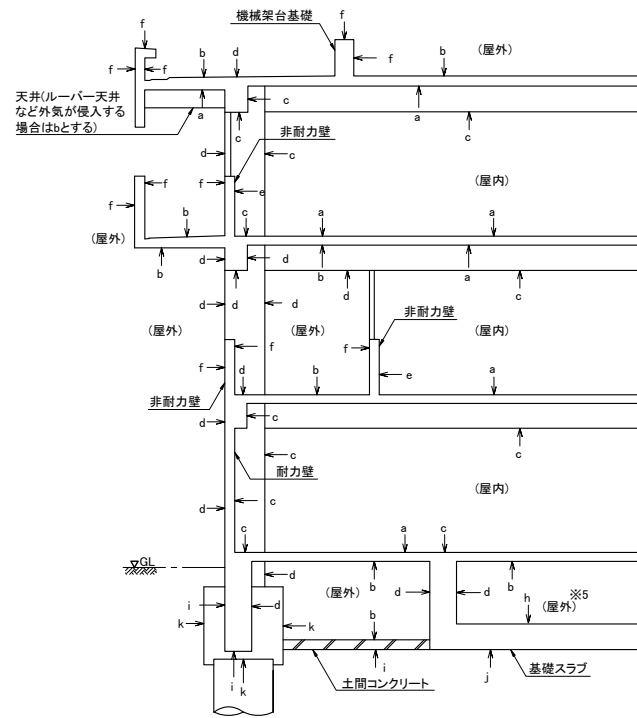 機械架台基礎
f
f
(屋外)
f
b
d
f
b
f
f
天井(ルーバー天井
など外気が侵入する
場合はbとする)
a
c
a
c
c
非耐力壁
d
c
f
f
f
e
(屋内)
b
c
a
a
(屋外)
d
d
b
b
a
d
d
c
d
d
非耐力壁
(屋外)
(屋外)
(屋内)
f
f
f
d
b
e
a
非耐力壁
c
d
c
c
耐力壁
d
c
(屋内)
c
a
c
GL
d
b
d
d
b
※5
(屋外)
h
(屋外)
i
d
k
k
b
i
k
i
j
土間コンクリート
基礎スラブ